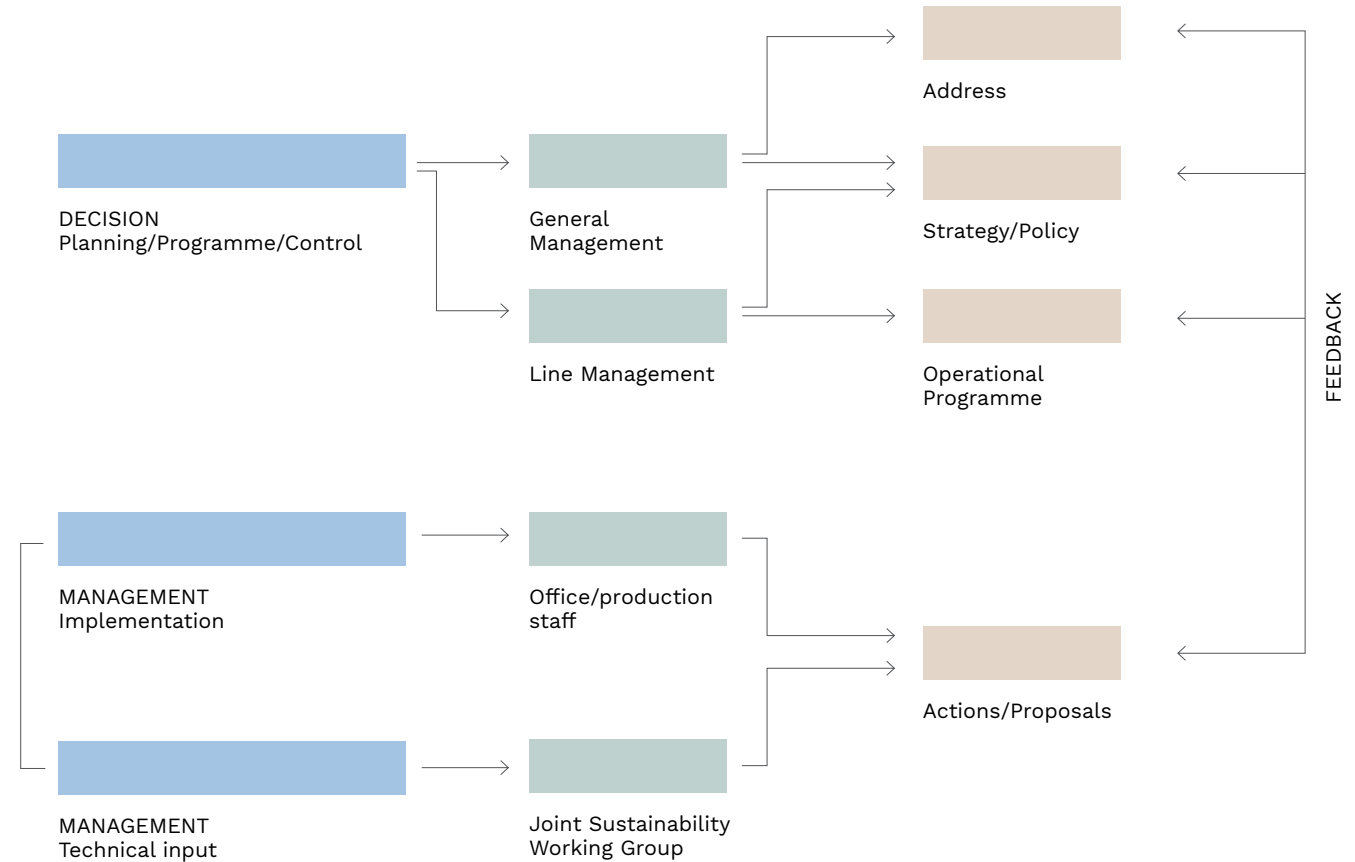 Address
DECISION
Planning/Programme/Control
General
Management
Strategy/Policy
Line Management
Operational
Programme
FEEDBACK
MANAGEMENT
Implementation
Office/production
staff
Actions/Proposals
MANAGEMENT
Technical input
Joint Sustainability
Working Group